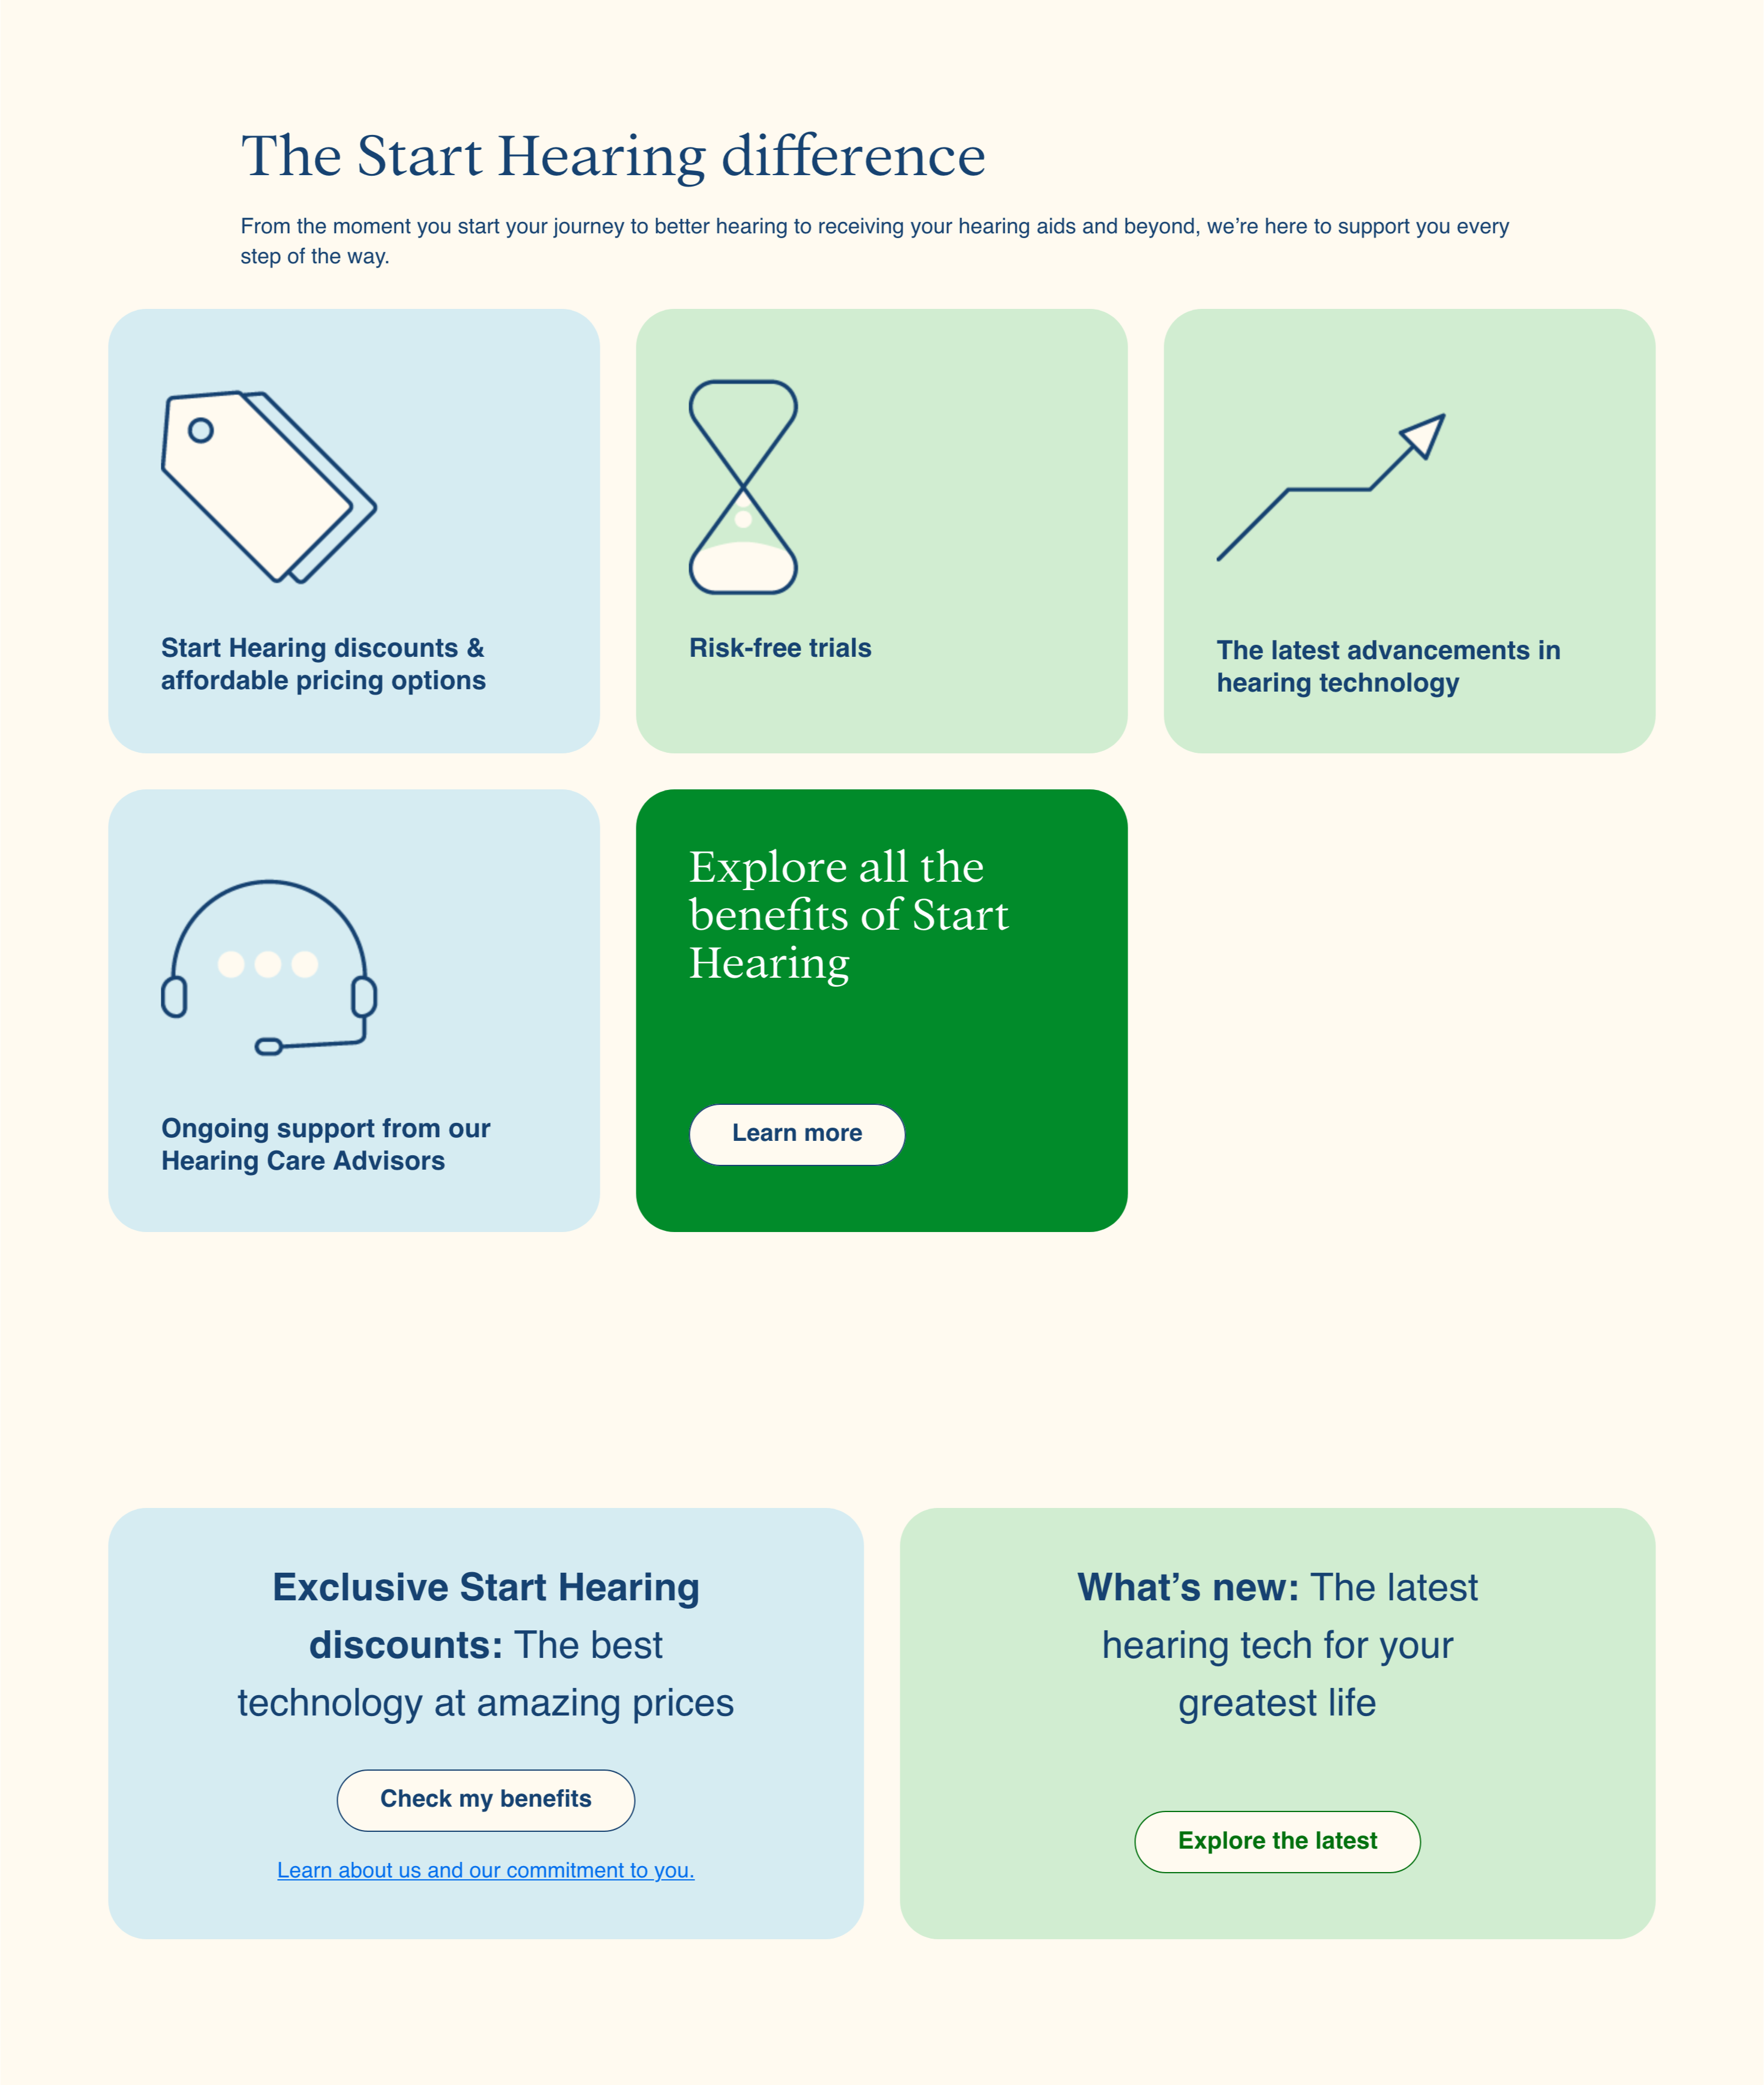 The Start Hearing difference
From the moment you start your journey to better hearing to receiving your hearing aids and beyond, we’re here to support you every
step of the way.
Start Hearing discounts &
affordable pricing options
Risk-free trials
The latest advancements in
hearing technology
Ongoing support from our
Hearing Care Advisors
Explore all the
benefits of Start
Hearing
Learn more
Exclusive Start Hearing
discounts: The best
technology at amazing prices
Check my benefits
Learn about us and our commitment to you.
What’s new: The latest
hearing tech for your
greatest life
Explore the latest